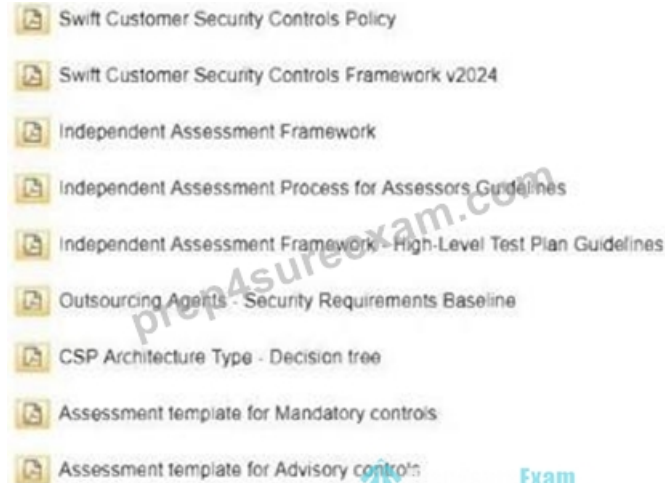 Swift Customer Security Controls Policy
Swift Customer Security Controls Framework v2024
Independent Assessment Framework
Independent Assessment Process for Assessors Guidelines
Independent Assessment Framework - High-Level Test Plan Guidelines
Outsourcing Agents - Security Requirements Baseline
CSP Architecture Type - Decision tree
Assessment template for Mandatory controls
Assessment template for Advisory controls
prep4sureexam.com
Exam